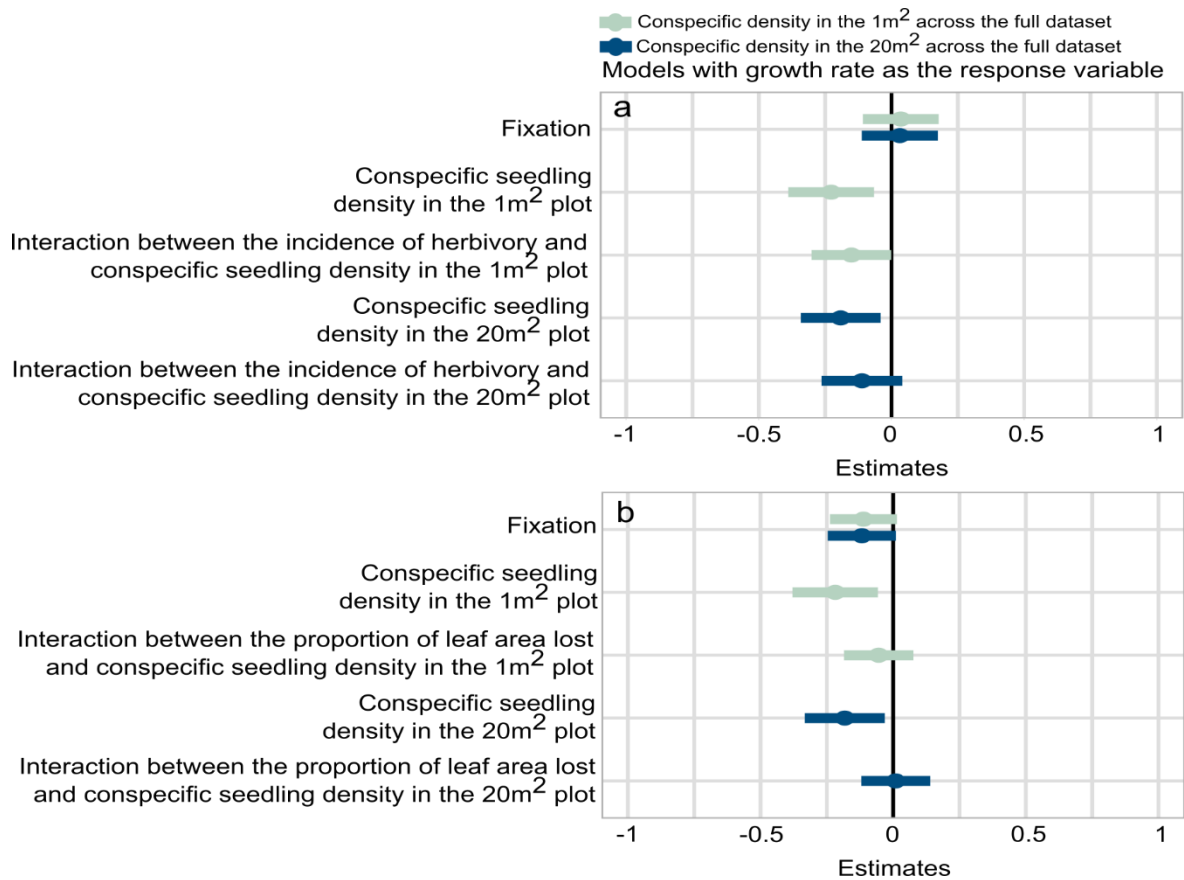 Conspecific density in the 1m² across the full dataset
Conspecific density in the 20m² across the full dataset
Models with growth rate as the response variable
a
Fixation
Conspecific seedling
density in the 1m² plot
Interaction between the incidence of herbivory and
conspecific seedling density in the 1m² plot
Conspecific seedling
density in the 20m² plot
Interaction between the incidence of herbivory and
conspecific seedling density in the 20m² plot
-1 -0.5 0 0.5 1
Estimates
b
Fixation
Conspecific seedling
density in the 1m² plot
Interaction between the proportion of leaf area lost
and conspecific seedling density in the 1m² plot
Conspecific seedling
density in the 20m² plot
Interaction between the proportion of leaf area lost
and conspecific seedling density in the 20m² plot
-1 -0.5 0 0.5 1
Estimates